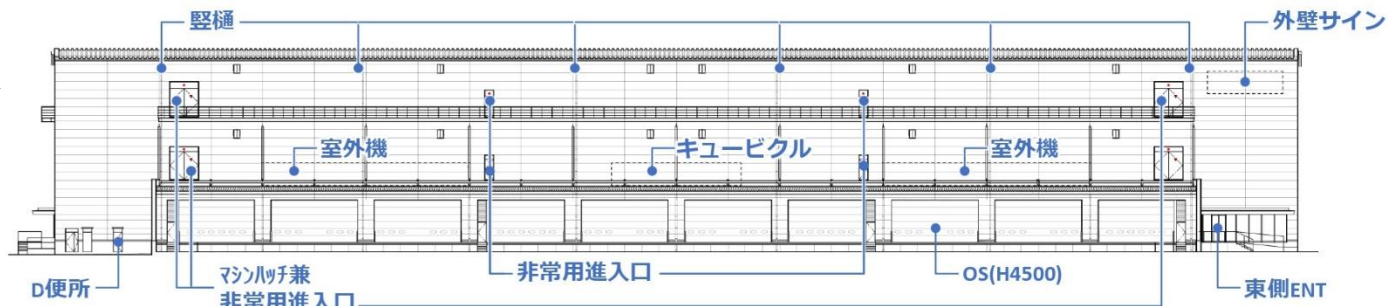 竪樋
外壁サイン
室外機
キュービクル
室外機
D便所
マシンハッチ兼
非常用進入口
非常用進入口
OS(H4500)
東側ENT